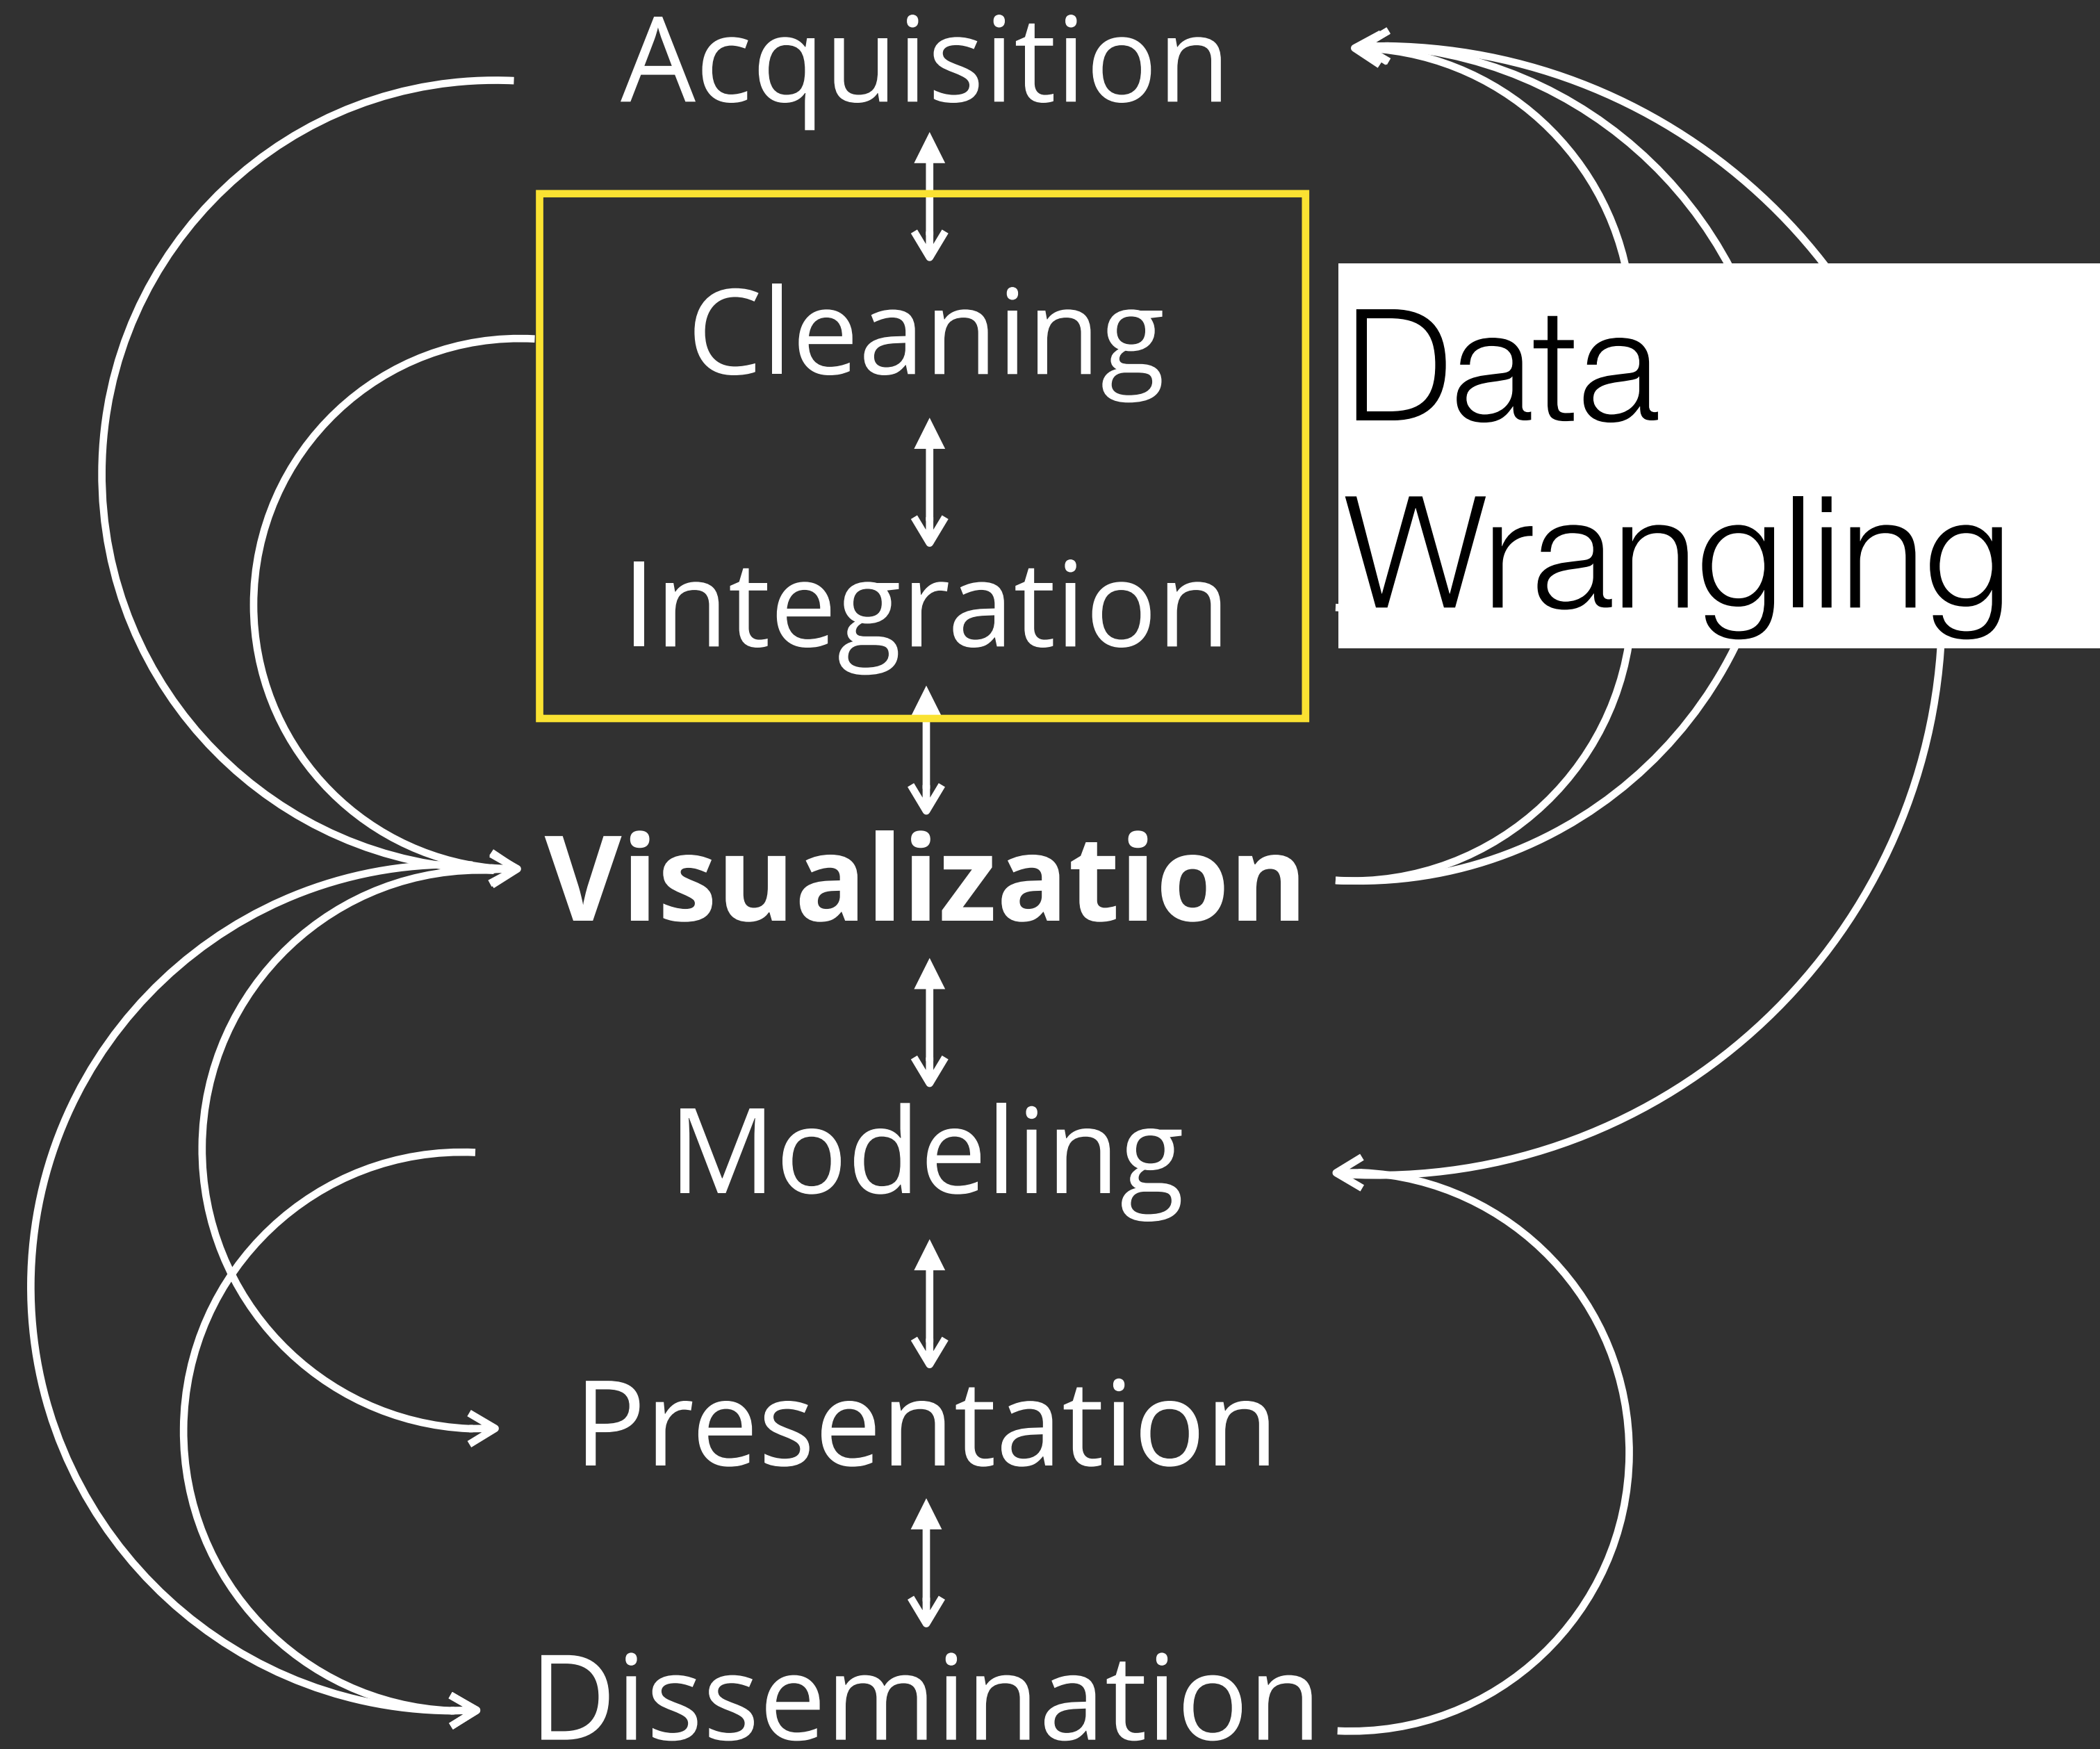 Acquisition
Cleaning
Data
Wrangling
Integration
Visualization
Modeling
Presentation
Dissemination